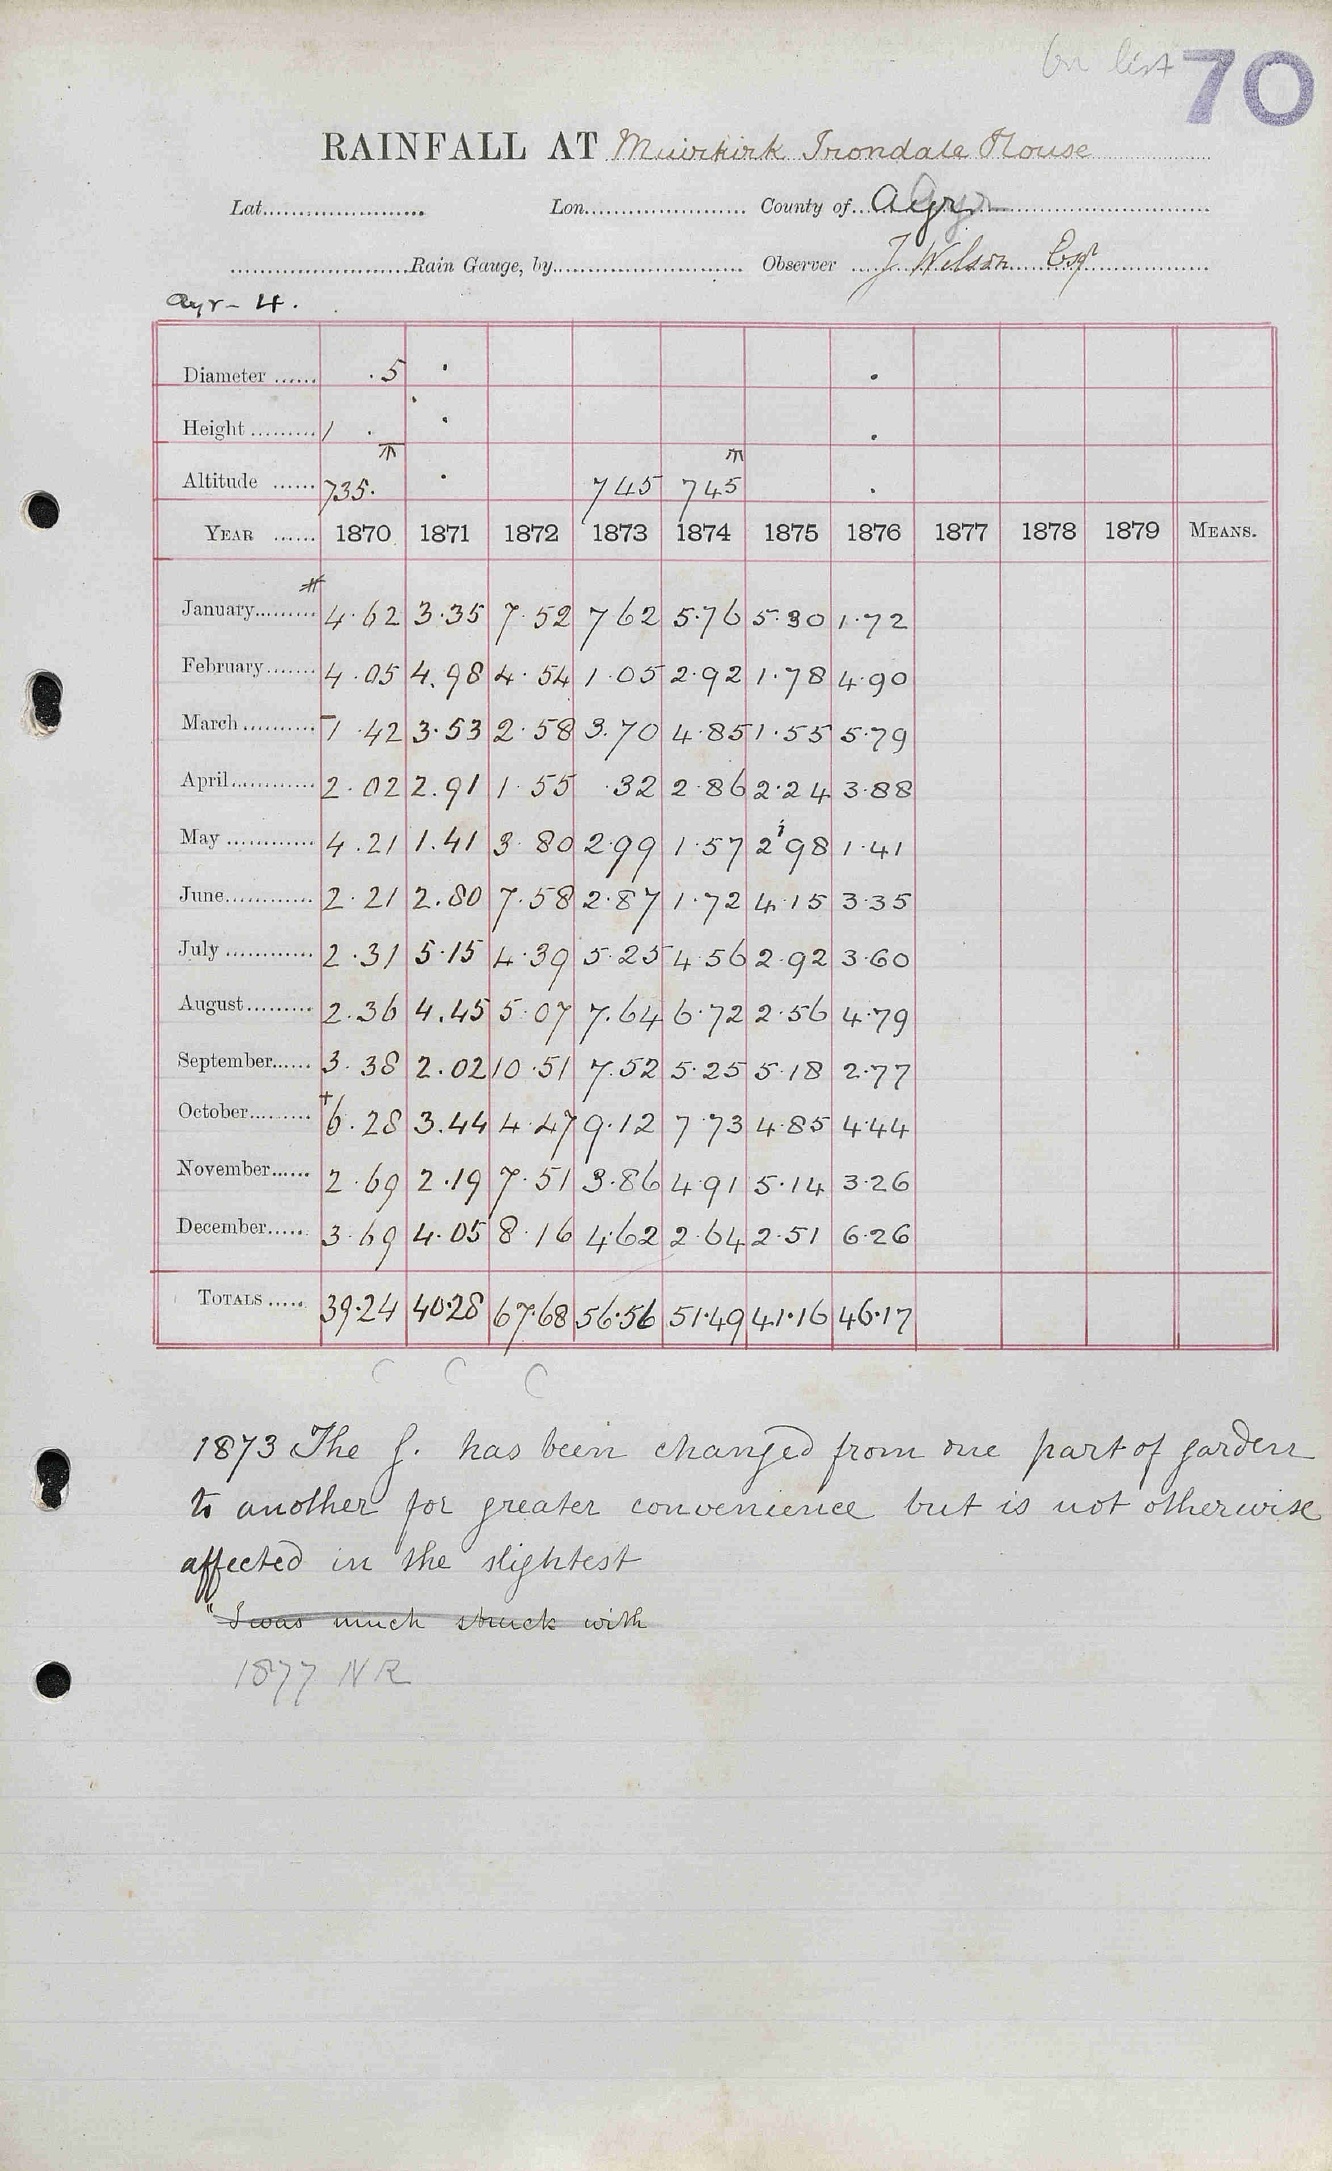 on list 70
RAINFALL AT Muirkirk Irondale House
Lat. Lon. County of Ayr
Rain Gauge, by Observer J Wilson Esqr
Ayr - 4.
Diameter ...... .5
Height ......... 1
Altitude ...... 735. 745 745
YEAR ...... 1870 1871 1872 1873 1874 1875 1876 1877 1878 1879 MEANS.
January......... 4.62 3.35 7.52 7.62 5.76 5.30 1.72
February....... 4.05 4.98 4.54 1.05 2.92 1.78 4.90
March .......... 1.42 3.53 2.58 3.70 4.85 1.55 5.79
April............ 2.02 2.91 1.55 .32 2.86 2.24 3.88
May ............. 4.21 1.41 3.80 2.99 1.57 2.98 1.41
June............. 2.21 2.80 7.58 2.87 1.72 4.15 3.35
July ............. 2.31 5.15 4.39 5.25 4.56 2.92 3.60
August.......... 2.36 4.45 5.07 7.64 6.72 2.56 4.79
September...... 3.38 2.02 10.51 7.52 5.25 5.18 2.77
October.......... 6.28 3.44 4.47 9.12 7.73 4.85 4.44
November...... 2.69 2.19 7.51 3.86 4.91 5.14 3.26
December...... 3.69 4.05 8.16 4.62 2.64 2.51 6.26
TOTALS ...... 39.24 40.28 67.68 56.56 51.49 41.16 46.17
1873 The G. has been changed from one part of garden
to another for greater convenience but is not otherwise
affected in the slightest
"I was much struck with
1877 NR